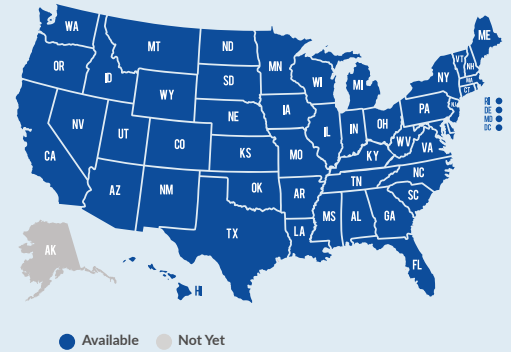 WA
MT
ND
MN
ME
VT
NH
OR
ID
SD
WI
MI
NY
MA
CT
WY
IA
PA
NJ
RI
DE
MD
DC
NV
NE
IL
IN
OH
UT
CO
KS
MO
WV
VA
KY
CA
NC
TN
AZ
NM
OK
AR
SC
MS
AL
GA
TX
LA
AK
FL
HI
Available
Not Yet